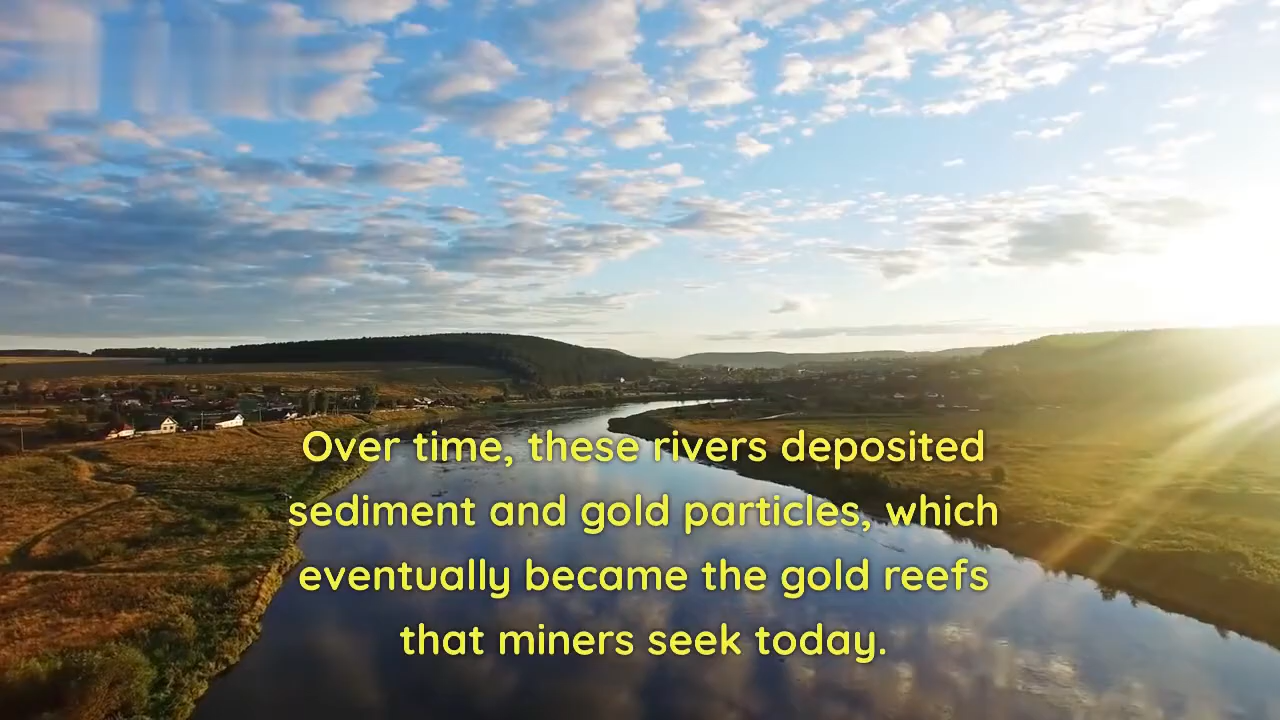 Over time, these rivers deposited
sediment and gold particles, which
eventually became the gold reefs
that miners seek today.